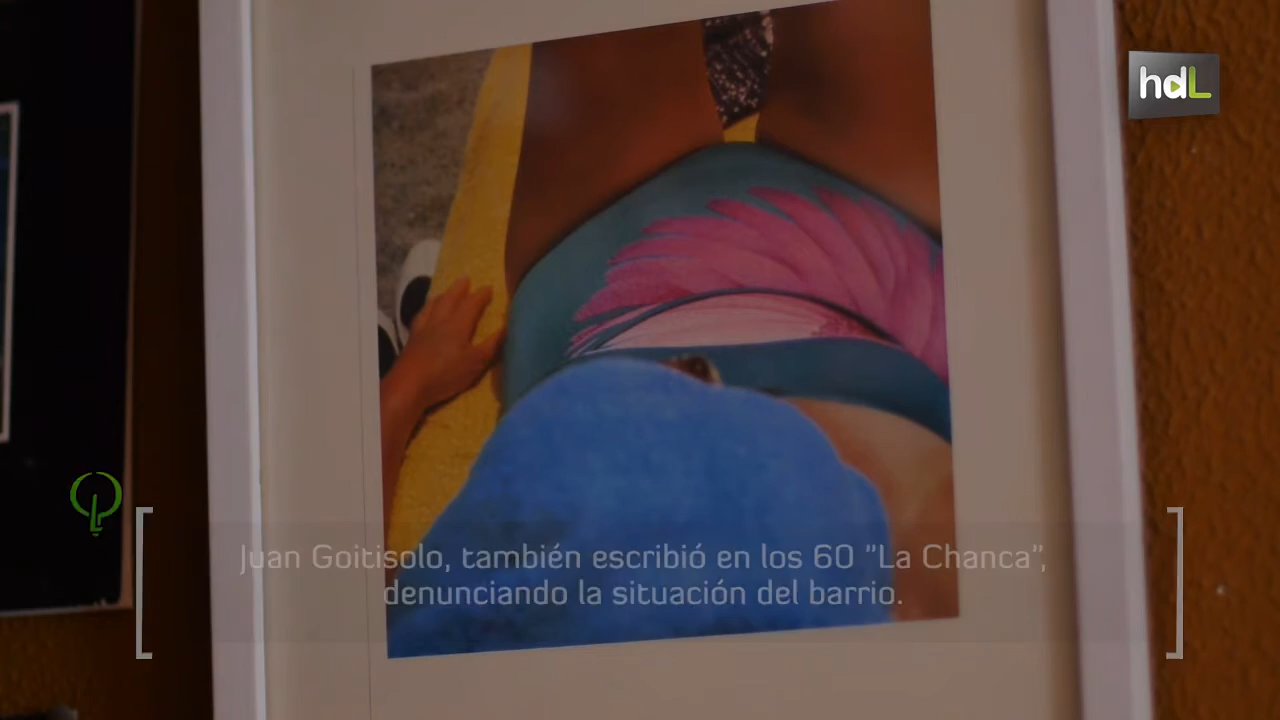 hdL
Juan Goitisolo, también escribió en los 60 "La Chanca",
denunciando la situación del barrio.